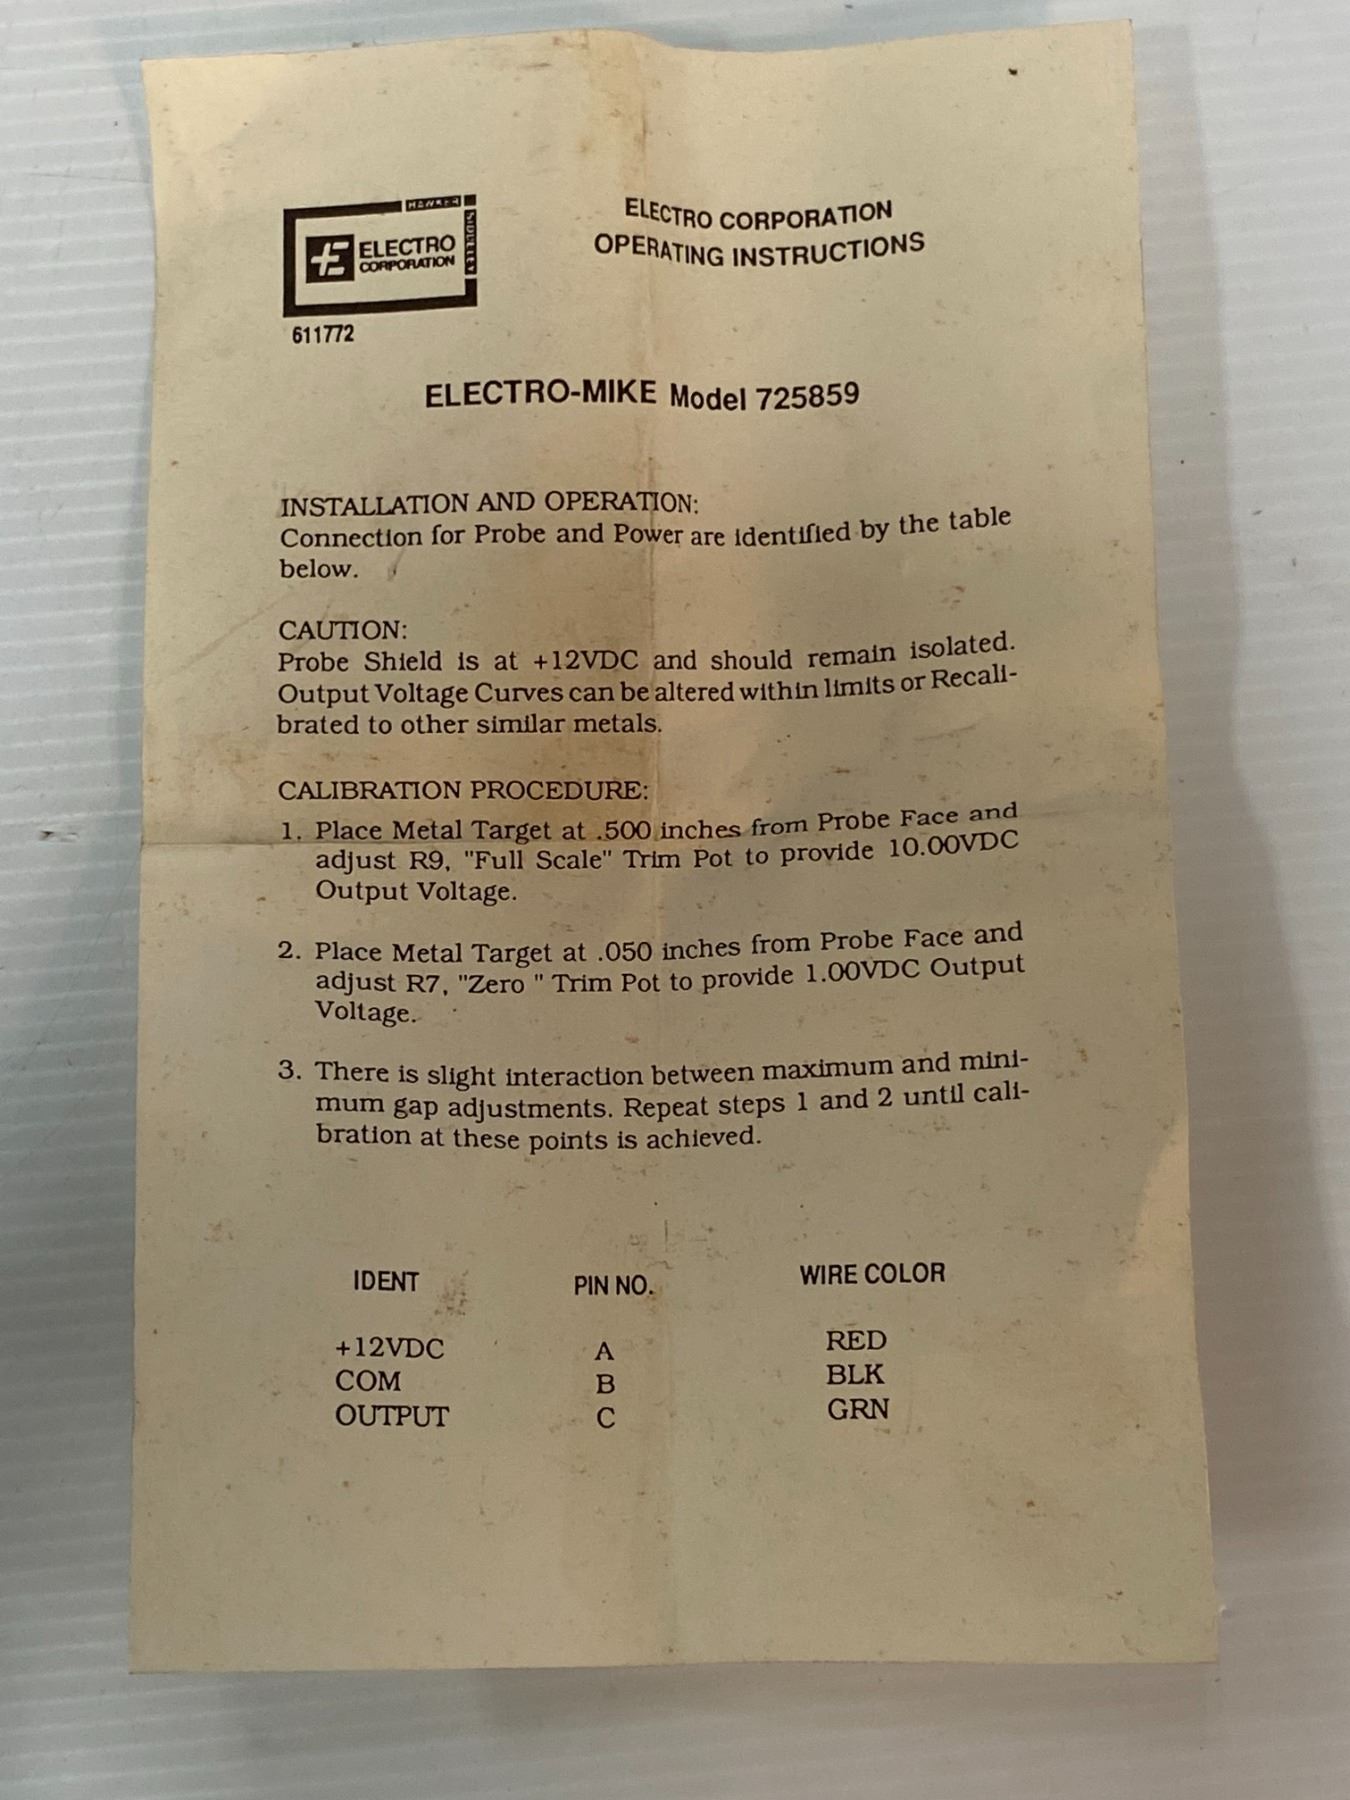 HAWKER
SIDDELEY
ELECTRO
CORPORATION
611772
ELECTRO CORPORATION
OPERATING INSTRUCTIONS
ELECTRO-MIKE Model 725859
INSTALLATION AND OPERATION:
Connection for Probe and Power are identified by the table
below.
CAUTION:
Probe Shield is at +12VDC and should remain isolated.
Output Voltage Curves can be altered within limits or Recali-
brated to other similar metals.
CALIBRATION PROCEDURE:
1. Place Metal Target at .500 inches from Probe Face and
adjust R9, "Full Scale" Trim Pot to provide 10.00VDC
Output Voltage.
2. Place Metal Target at .050 inches from Probe Face and
adjust R7, "Zero " Trim Pot to provide 1.00VDC Output
Voltage.
3. There is slight interaction between maximum and mini-
mum gap adjustments. Repeat steps 1 and 2 until cali-
bration at these points is achieved.
IDENT PIN NO. WIRE COLOR
+12VDC A RED
COM B BLK
OUTPUT C GRN